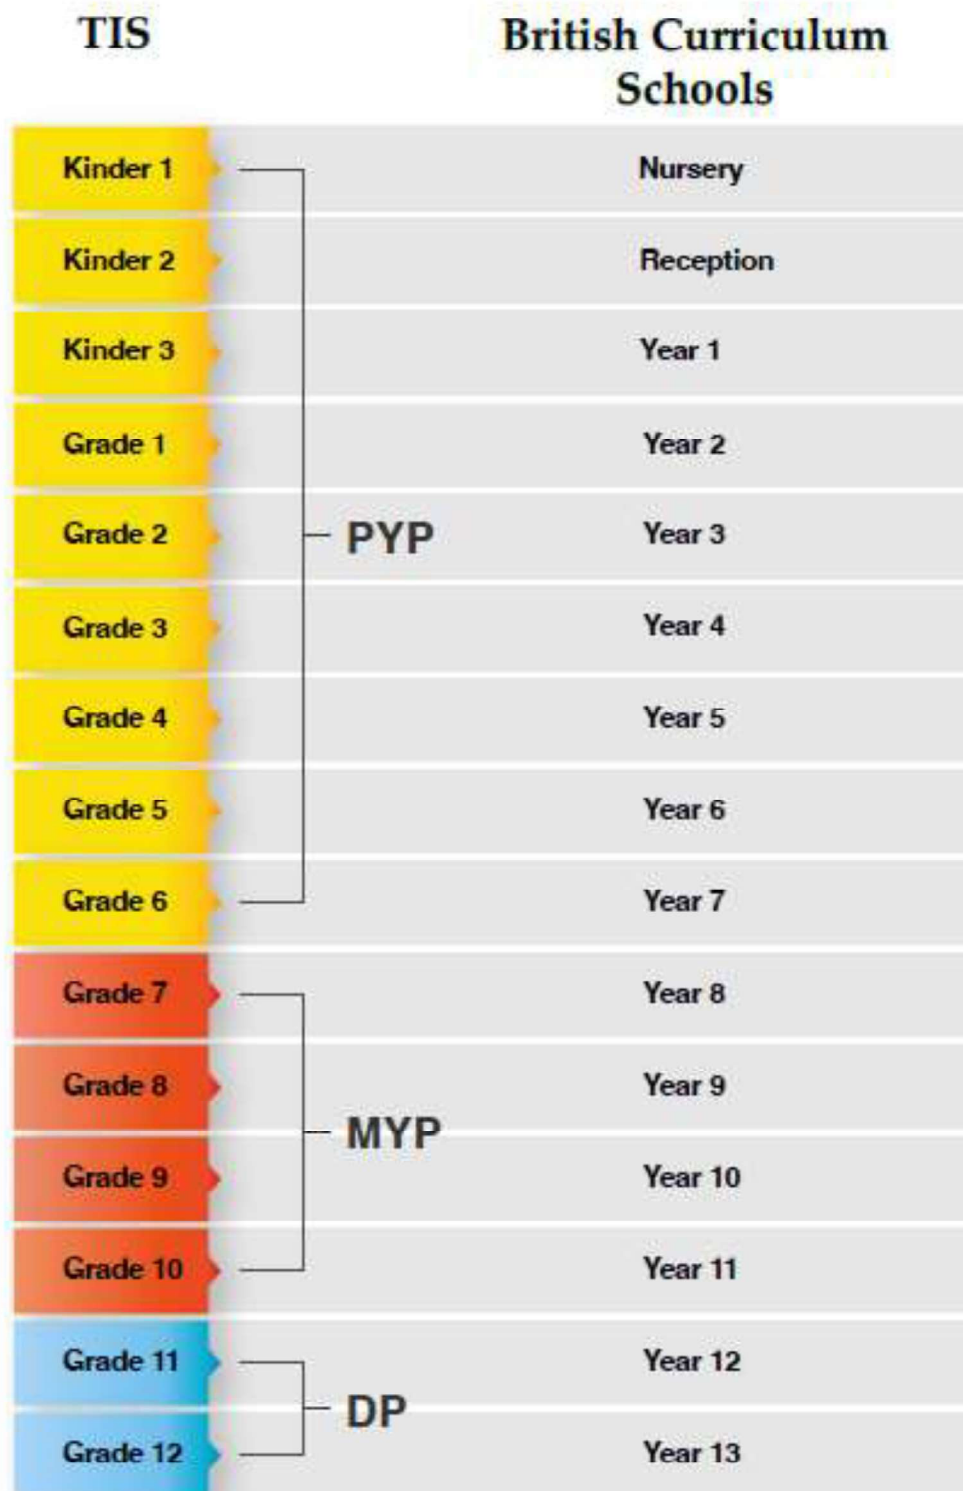 TIS
British Curriculum
Schools
Kinder 1
Nursery
Kinder 2
Reception
Kinder 3
Year 1
Grade 1
Year 2
Grade 2
PYP
Year 3
Grade 3
Year 4
Grade 4
Year 5
Grade 5
Year 6
Grade 6
Year 7
Grade 7
Year 8
Grade 8
Year 9
MYP
Grade 9
Year 10
Grade 10
Year 11
Grade 11
Year 12
DP
Grade 12
Year 13